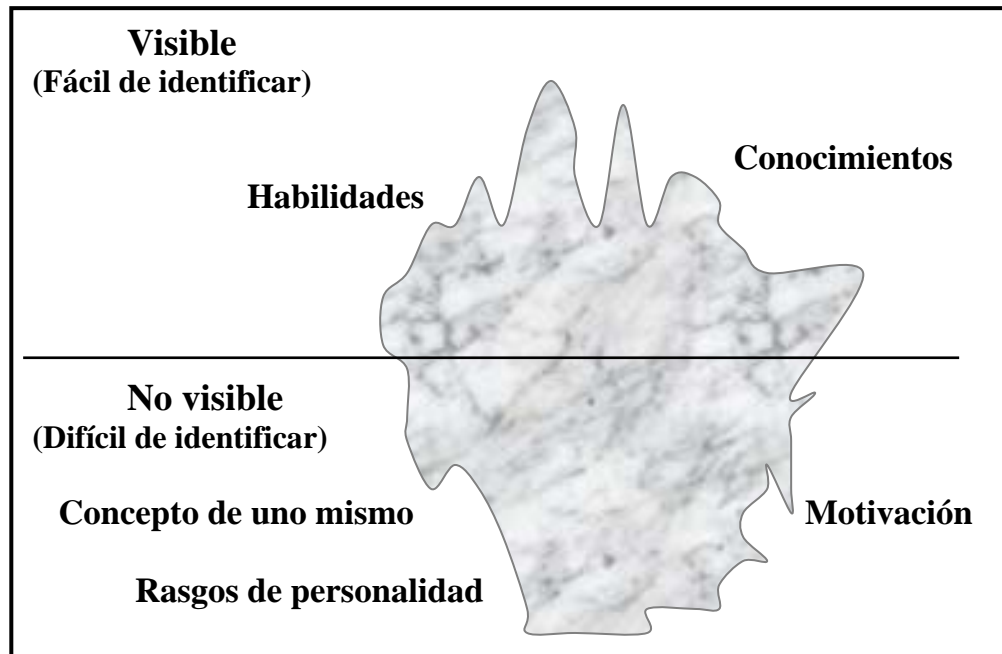 Visible
(Fácil de identificar)
Conocimientos
Habilidades
No visible
(Difícil de identificar)
Concepto de uno mismo
Motivación
Rasgos de personalidad